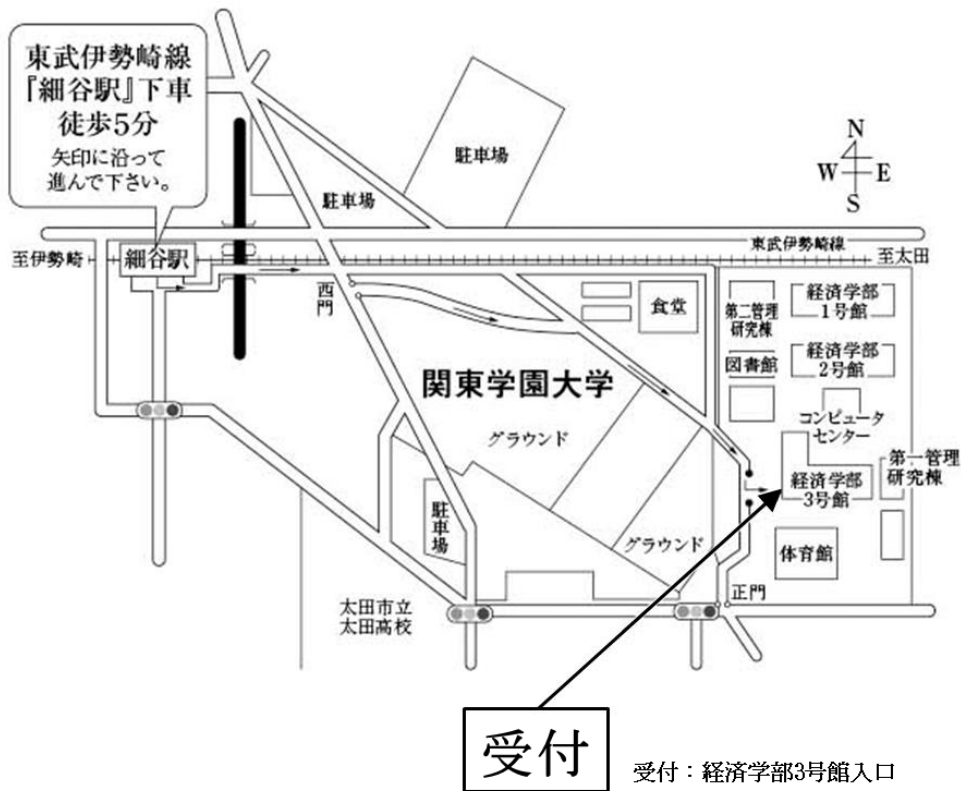 東武伊勢崎線
『細谷駅』下車
徒歩5分
矢印に沿って
進んで下さい。
駐車場
駐車場
N
W
E
S
東武伊勢崎線
至伊勢崎
細谷駅
至太田
西門
食堂
第二管理
研究棟
経済学部
1号館
図書館
経済学部
2号館
関東学園大学
コンピュータ
センター
グラウンド
第一管理
研究棟
経済学部
3号館
駐車場
グラウンド
体育館
正門
太田市立
太田高校
受付
受付：経済学部3号館入口